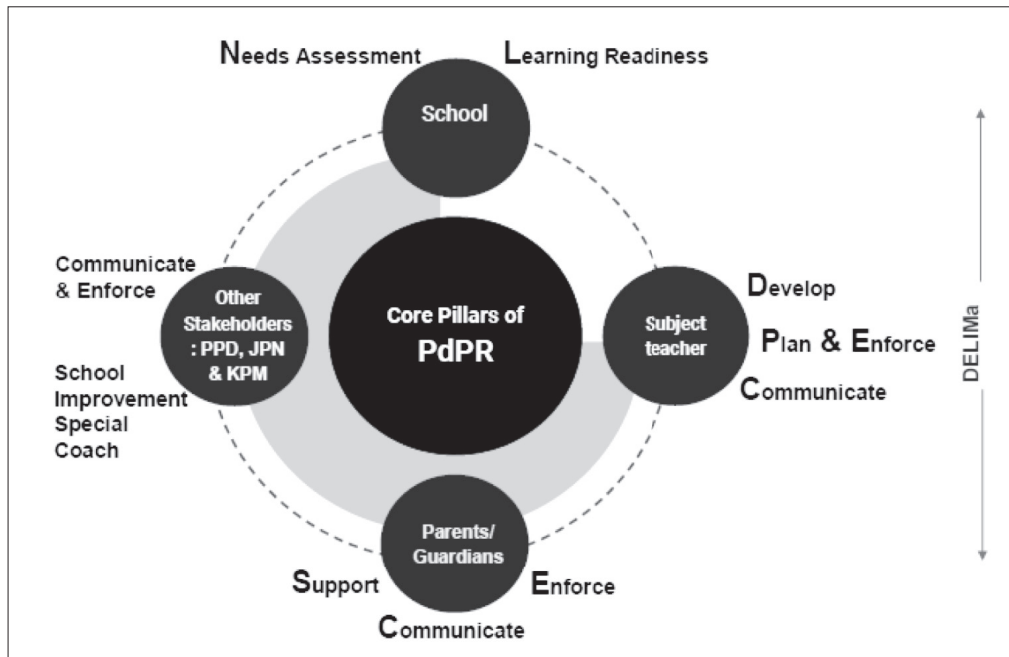 Needs Assessment
Learning Readiness
School
Communicate
& Enforce
Other
Stakeholders
: PPD, JPN
& KPM
School
Improvement
Special
Coach
Core Pillars of
PdPR
Subject
teacher
Develop
Plan & Enforce
Communicate
DELIMa
Parents/
Guardians
Support
Enforce
Communicate